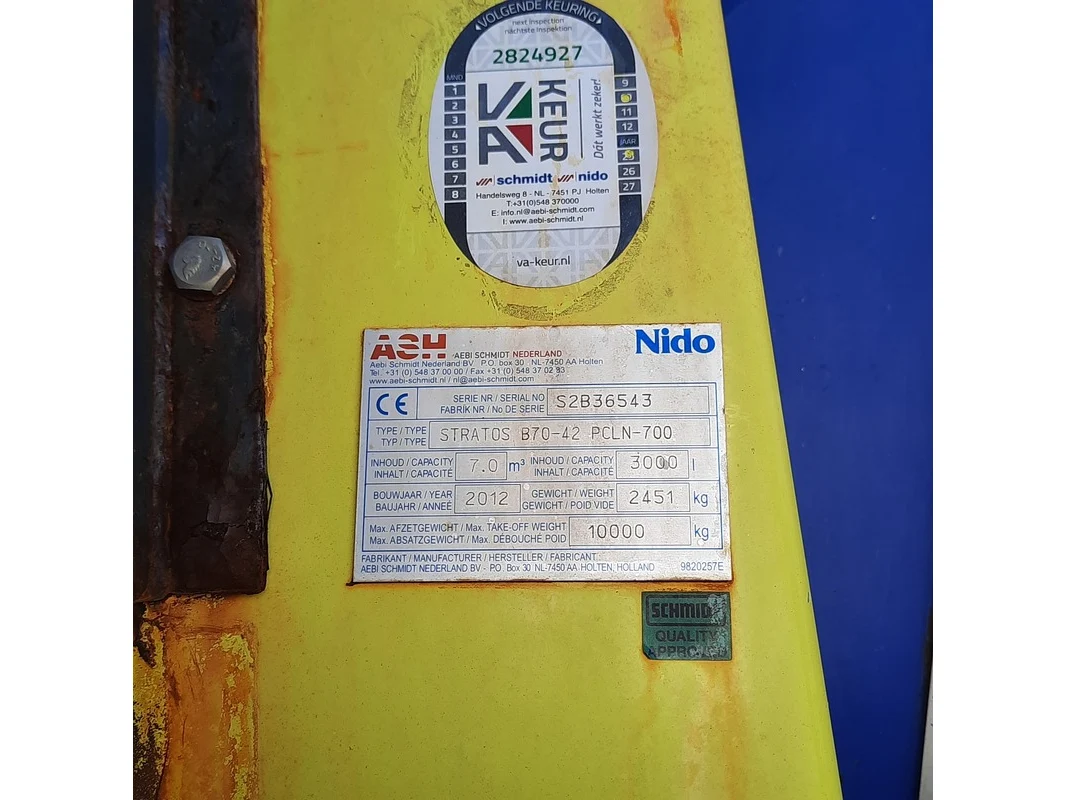 VOLGENDE KEURING
next inspection
nächste Inspektion
2824927
MND
1
2
3
4
5
6
7
8
9
11
12
JAAR
26
27
VA
KEUR
Dát werkt zeker!
schmidt nido
Handelsweg 8 - NL - 7451 PJ Holten
T:+31(0)548 370000
E: info.nl@aebi-schmidt.com
I: www.aebi-schmidt.nl
va-keur.nl
ASH AEBI SCHMIDT NEDERLAND Nido
Aebi Schmidt Nederland BV P.O. box 30 NL-7450 AA Holten
Tel. +31 (0) 548 37 00 00 / Fax +31 (0) 548 37 02 93
www.aebi-schmidt.nl / nl@aebi-schmidt.com
CE SERIE NR / SERIAL NO S2B36543
FABRIK NR / No DE SERIE
TYPE / TYPE STRATOS B70-42 PCLN-700
TYP / TYPE
INHOUD / CAPACITY 7.0 m³ INHOUD / CAPACITY 3000 l
INHALT / CAPACITÉ INHALT / CAPACITÉ
BOUWJAAR / YEAR 2012 GEWICHT / WEIGHT 2451 kg
BAUJAHR / ANNEÉ GEWICHT / POID VIDE
Max. AFZETGEWICHT / Max. TAKE-OFF WEIGHT 10000 kg
Max. ABSATZGEWICHT / Max. DÉBOUCHÉ POID
FABRIKANT / MANUFACTURER / HERSTELLER / FABRICANT:
AEBI SCHMIDT NEDERLAND BV - P.O. Box 30 NL-7450 AA HOLTEN, HOLLAND 9820257E
SCHMIDT
QUALITY
APPROVED